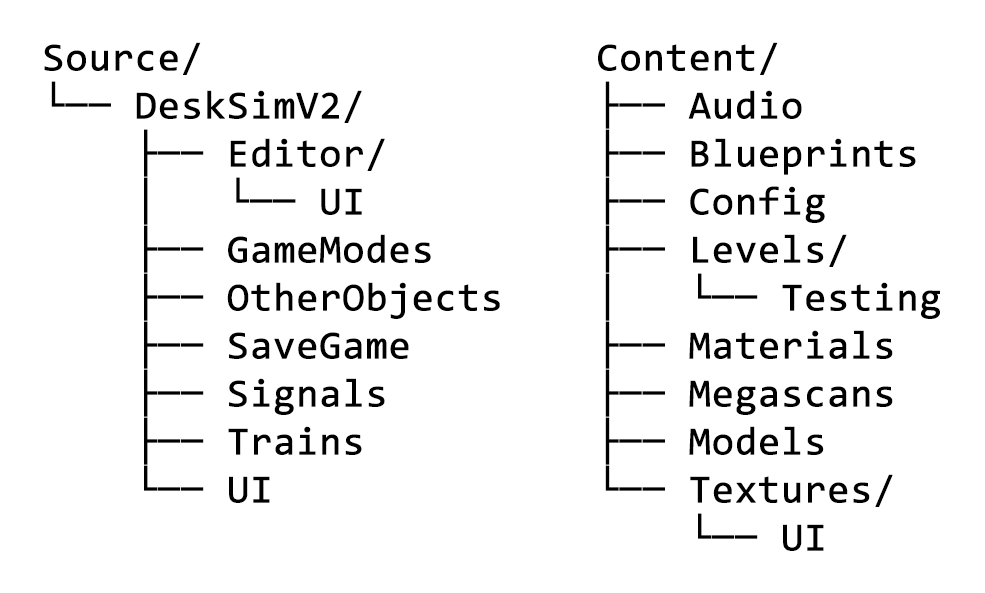 Source/
└── DeskSimV2/
    ├── Editor/
    │   └── UI
    ├── GameModes
    ├── OtherObjects
    ├── SaveGame
    ├── Signals
    ├── Trains
    └── UI
Content/
├── Audio
├── Blueprints
├── Config
├── Levels/
│   └── Testing
├── Materials
├── Megascans
├── Models
└── Textures/
    └── UI